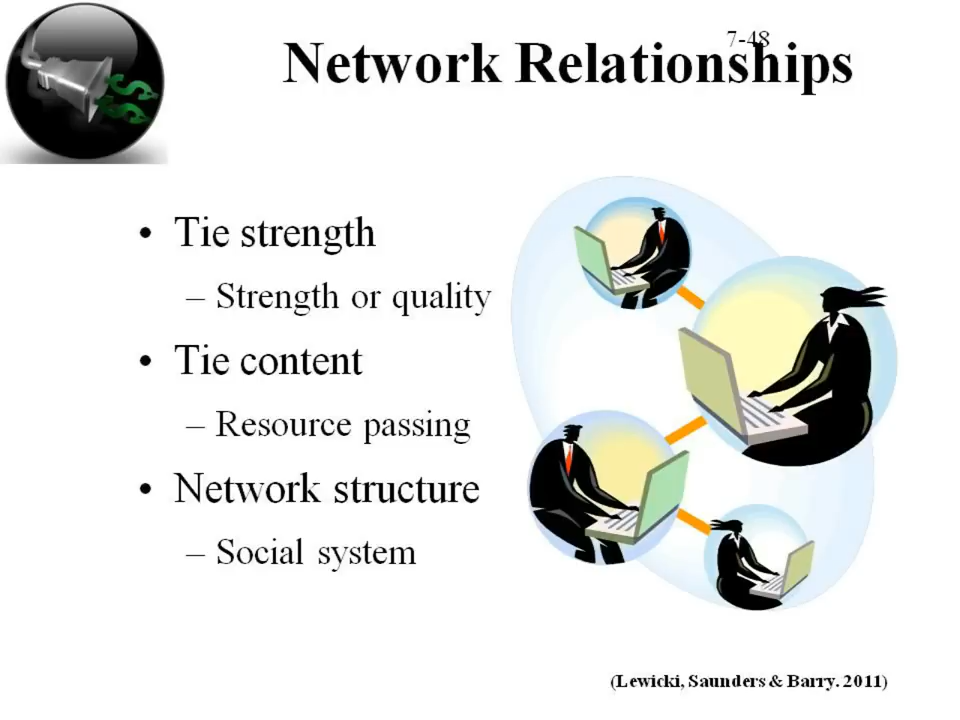 7-48
Network Relationships
• Tie strength
– Strength or quality
• Tie content
– Resource passing
• Network structure
– Social system
(Lewicki, Saunders & Barry. 2011)